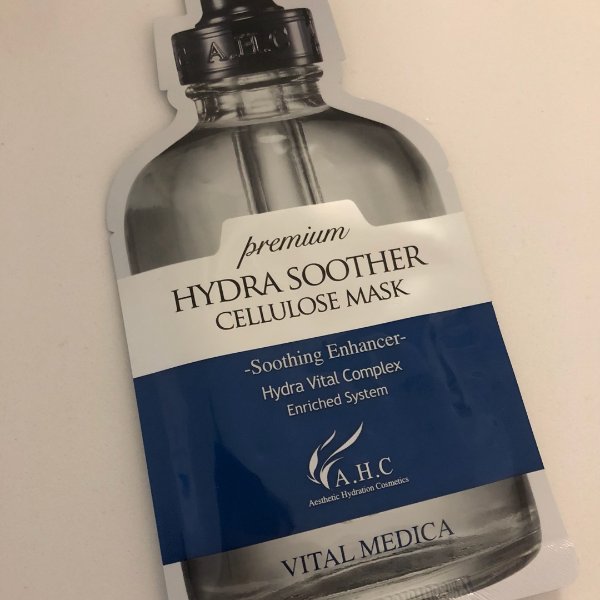 A.H.C
premium
HYDRA SOOTHER
CELLULOSE MASK
-Soothing Enhancer-
Hydra Vital Complex
Enriched System
A.H.C
Aesthetic Hydration Cosmetics
VITAL MEDICA